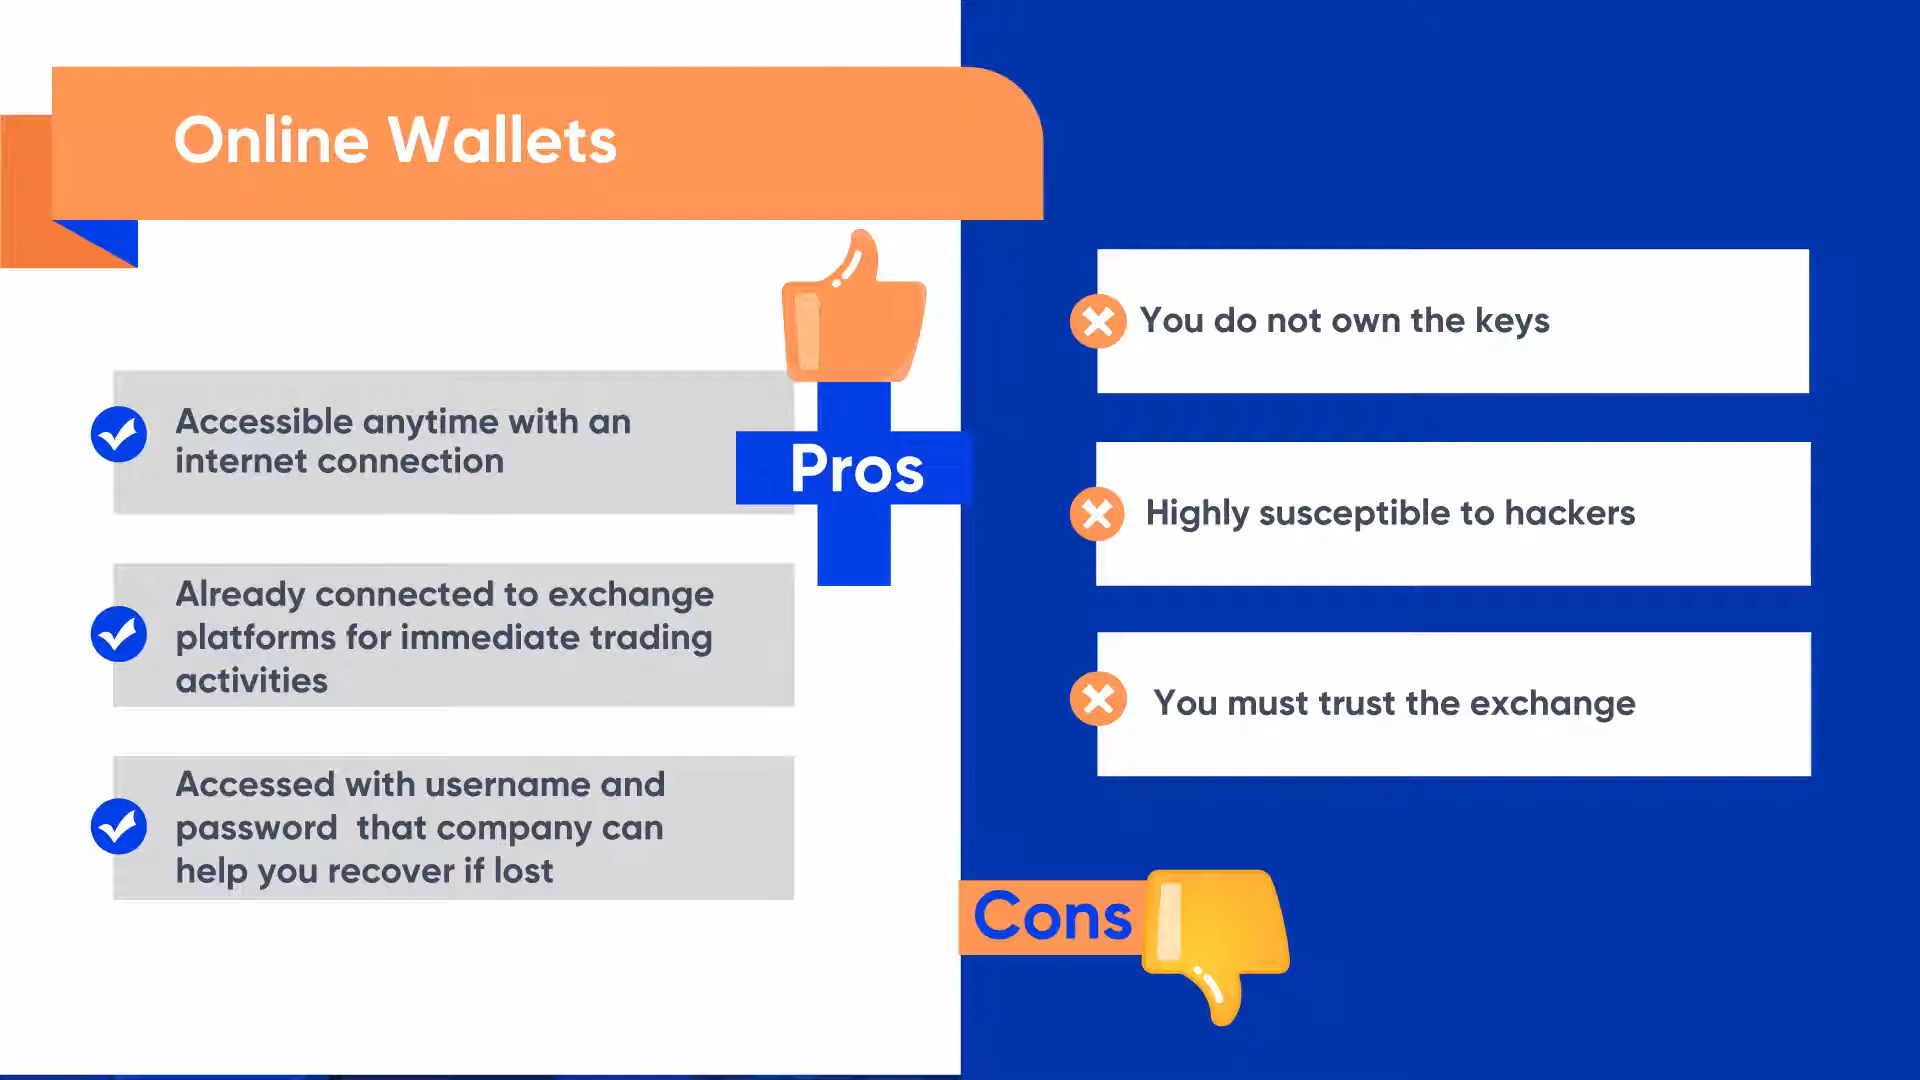 Online Wallets
Pros
Accessible anytime with an
internet connection
Already connected to exchange
platforms for immediate trading
activities
Accessed with username and
password  that company can
help you recover if lost
You do not own the keys
Highly susceptible to hackers
You must trust the exchange
Cons